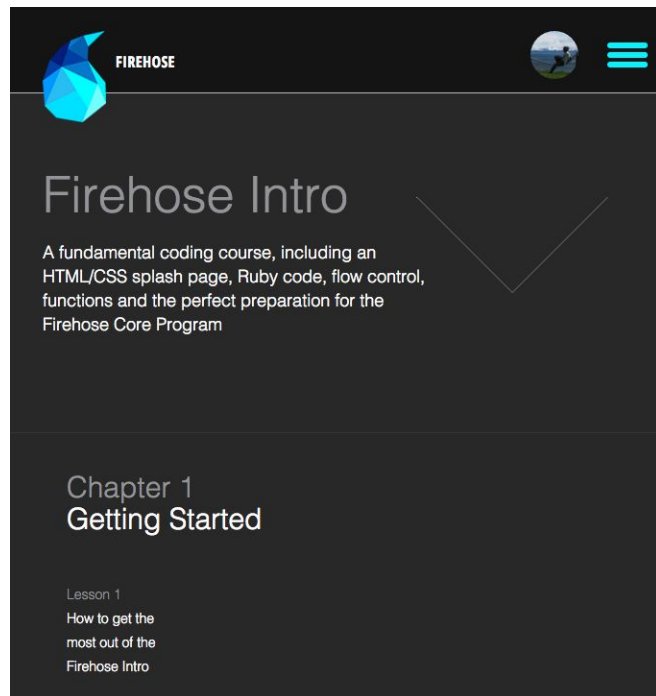 FIREHOSE
Firehose Intro
A fundamental coding course, including an
HTML/CSS splash page, Ruby code, flow control,
functions and the perfect preparation for the
Firehose Core Program
Chapter 1
Getting Started
Lesson 1
How to get the
most out of the
Firehose Intro